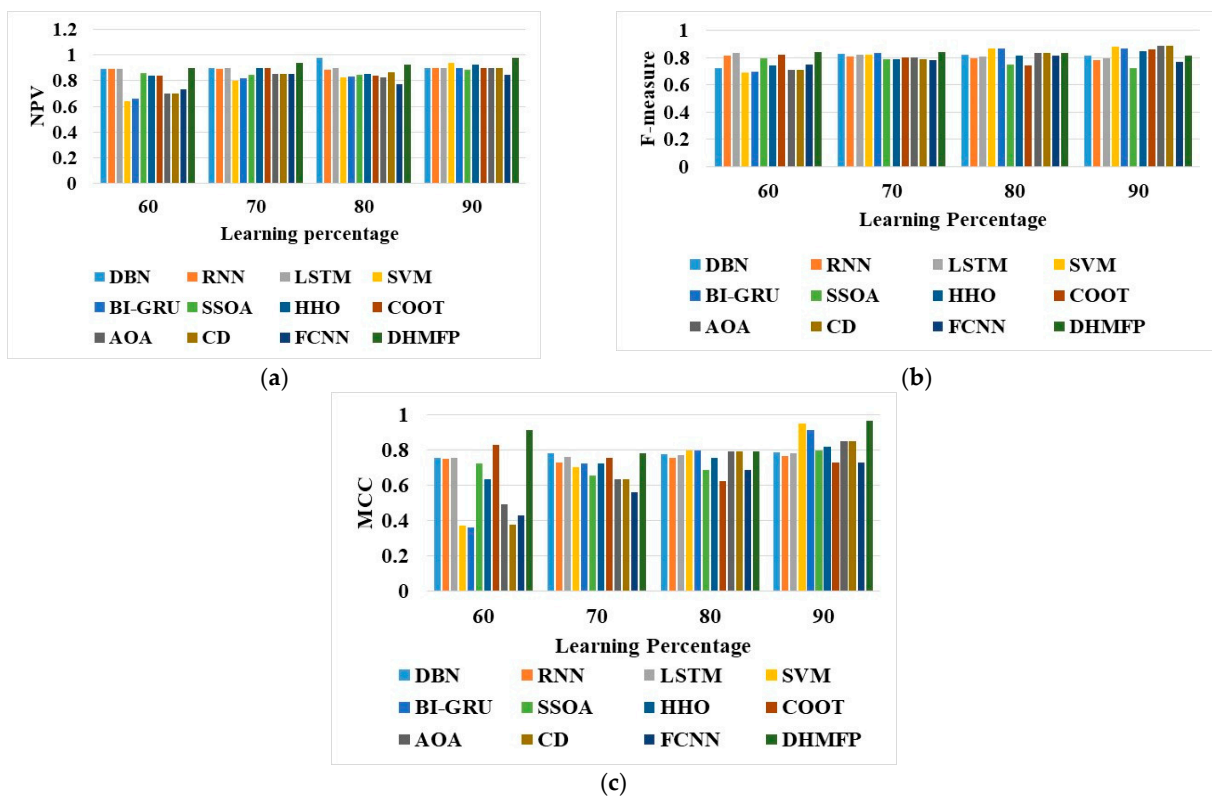 (a)
1.2
1
0.8
0.6
0.4
0.2
0
NPV
60 70 80 90
Learning percentage
DBN RNN LSTM SVM
BI-GRU SSOA HHO COOT
AOA CD FCNN DHMFP
1
0.8
0.6
0.4
0.2
0
F-measure
60 70 80 90
Learning Percentage
DBN RNN LSTM SVM
BI-GRU SSOA HHO COOT
AOA CD FCNN DHMFP
(b)
1
0.8
0.6
0.4
0.2
0
MCC
60 70 80 90
Learning Percentage
DBN RNN LSTM SVM
BI-GRU SSOA HHO COOT
AOA CD FCNN DHMFP
(c)